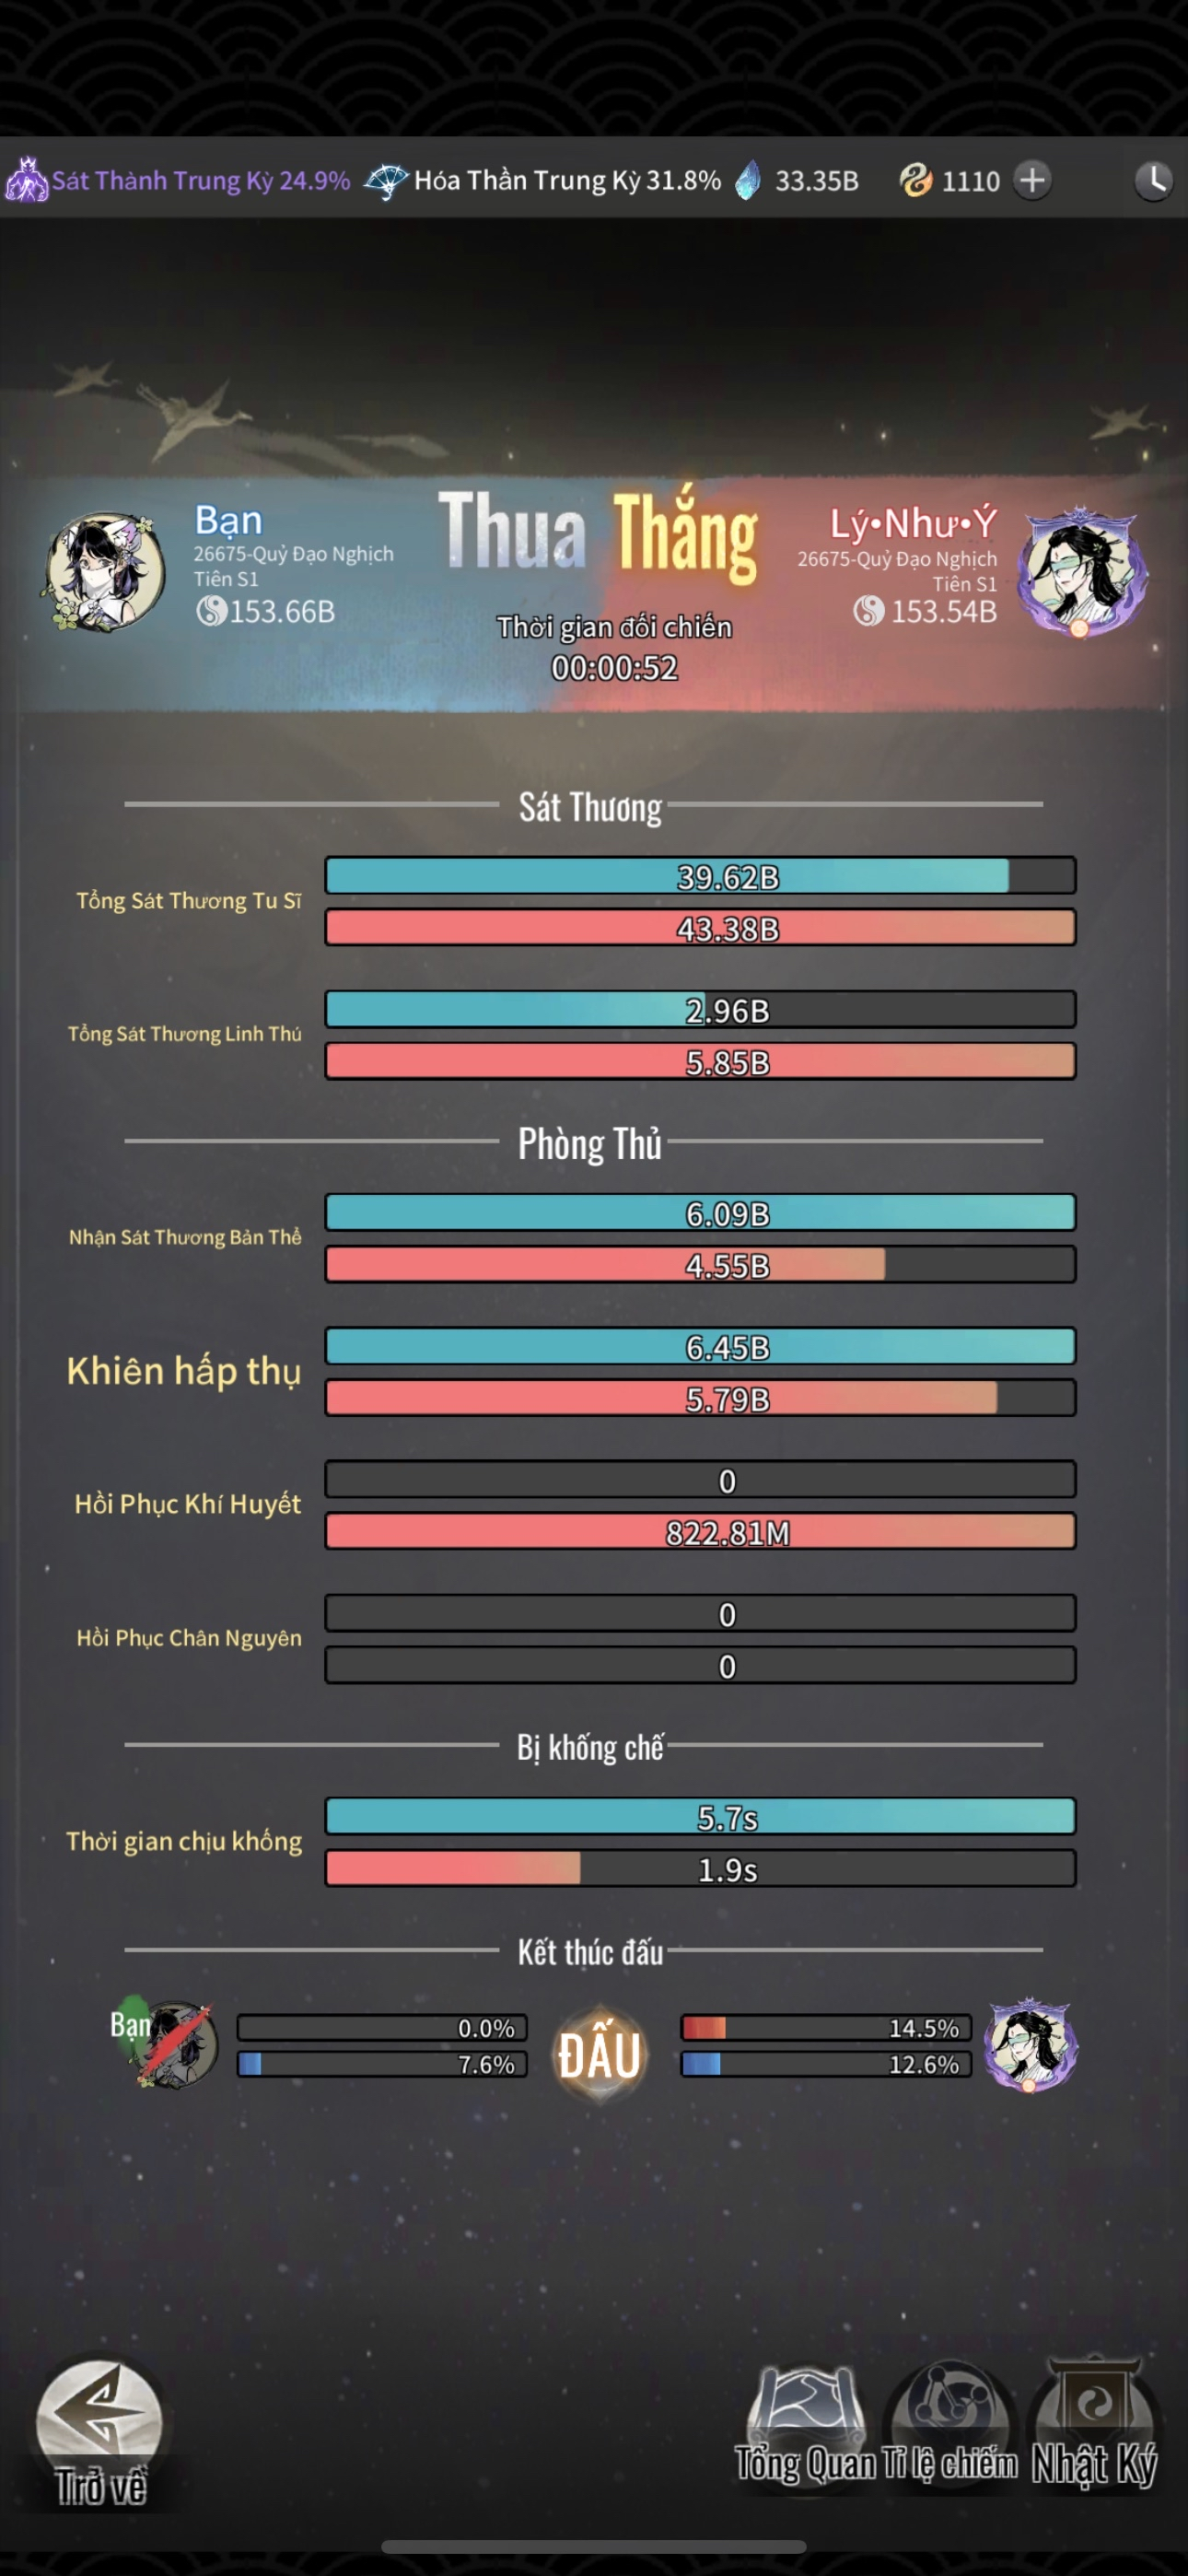 Sát Thành Trung Kỳ 24.9% Hóa Thần Trung Kỳ 31.8% 33.35B 1110
Thua Thắng
Bạn
26675-Quỷ Đạo Nghịch
Tiên S1
153.66B
Lý•Như•Ý
26675-Quỷ Đạo Nghịch
Tiên S1
153.54B
Thời gian đối chiến
00:00:52
Sát Thương
Tổng Sát Thương Tu Sĩ
39.62B
43.38B
Tổng Sát Thương Linh Thú
2.96B
5.85B
Phòng Thủ
Nhận Sát Thương Bản Thể
6.09B
4.55B
Khiên hấp thụ
6.45B
5.79B
Hồi Phục Khí Huyết
0
822.81M
Hồi Phục Chân Nguyên
0
0
Bị khống chế
Thời gian chịu khống
5.7s
1.9s
Kết thúc đấu
Bạn
0.0%
7.6%
ĐẤU
14.5%
12.6%
Trở về
Tổng Quan
Tỉ lệ chiếm
Nhật Ký